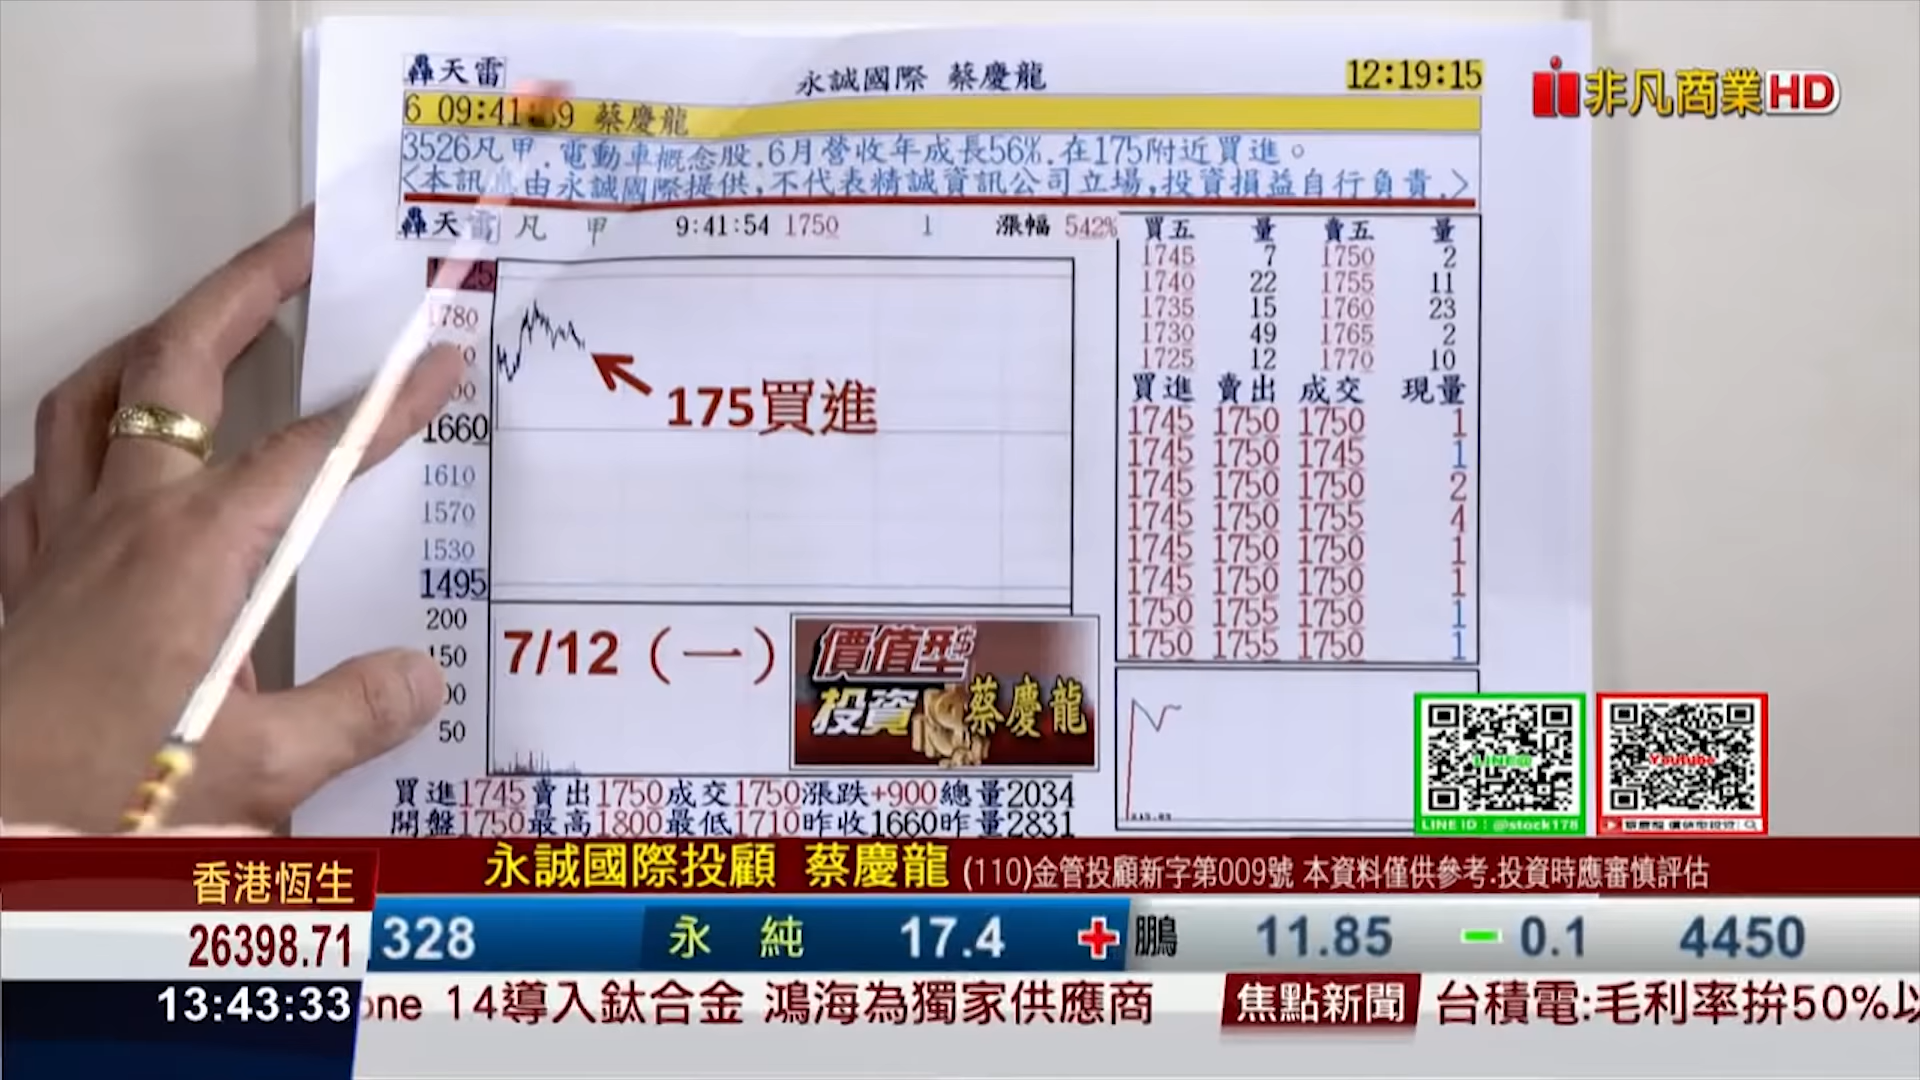 轟天雷
永誠國際 蔡慶龍
12:19:15
非凡商業HD
6 09:41:59 蔡慶龍
3526凡甲.電動車概念股.6月營收年成長56%.在175附近買進。
<本訊 由永誠國際提供,不代表精誠資訊公司立場,投資損益自行負責.>
轟天雷 凡 甲 9:41:54 1750 1 漲幅 542%
買五 量 賣五 量
1745 7 1750 2
1740 22 1755 11
1735 15 1760 23
1730 49 1765 2
1725 12 1770 10
買進 賣出 成交 現量
1745 1750 1750 1
1745 1750 1745 1
1745 1750 1750 2
1745 1750 1755 4
1745 1750 1750 1
1745 1750 1750 1
1750 1755 1750 1
1750 1755 1750 1
1780
1660
1610
1570
1530
1495
200
150
50
175買進
7/12(一)
價值型
投資 蔡慶龍
買進1745賣出1750成交1750漲跌+900總量2034
開盤1750最高1800最低1710昨收1660昨量2831
LINE@
LINE ID:@stock178
YouTube
香港恆生
26398.71
13:43:33
永誠國際投顧 蔡慶龍 (110)金管投顧新字第009號 本資料僅供參考.投資時應審慎評估
328 永 純 17.4 鵬 11.85 0.1 4450
one 14導入鈦合金 鴻海為獨家供應商
焦點新聞 台積電:毛利率拚50%以